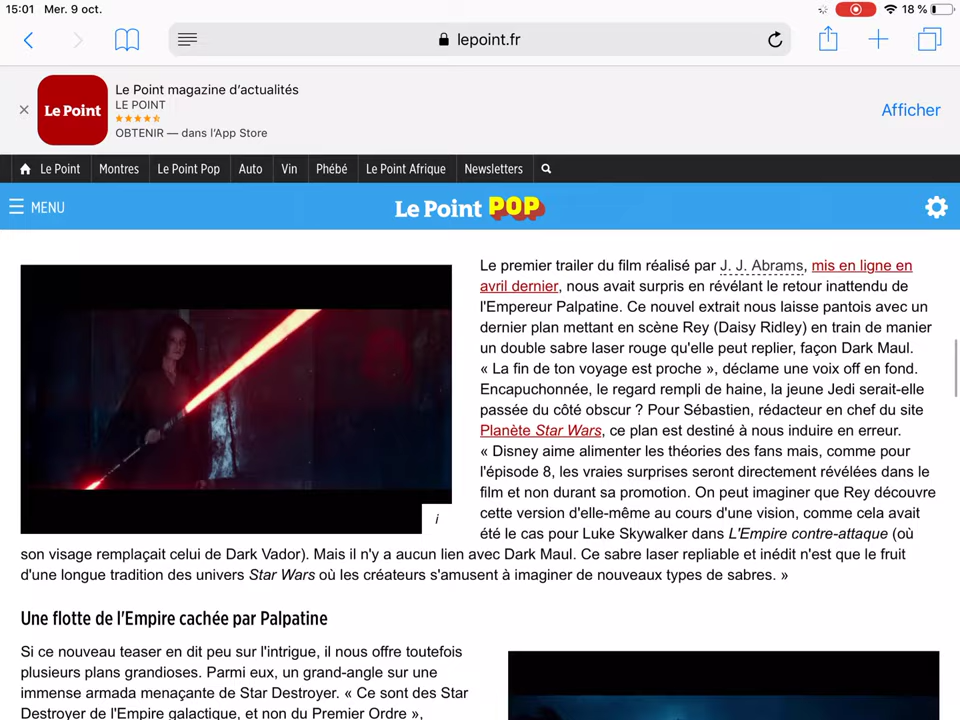 15:01 Mer. 9 oct.
18 %
lepoint.fr
Le Point
Le Point magazine d'actualités
LE POINT
OBTENIR — dans l'App Store
Afficher
Le Point Montres Le Point Pop Auto Vin Phébé Le Point Afrique Newsletters
MENU
Le Point POP
Le premier trailer du film réalisé par J. J. Abrams, mis en ligne en
avril dernier, nous avait surpris en révélant le retour inattendu de
l'Empereur Palpatine. Ce nouvel extrait nous laisse pantois avec un
dernier plan mettant en scène Rey (Daisy Ridley) en train de manier
un double sabre laser rouge qu'elle peut replier, façon Dark Maul.
« La fin de ton voyage est proche », déclame une voix off en fond.
Encapuchonnée, le regard rempli de haine, la jeune Jedi serait-elle
passée du côté obscur ? Pour Sébastien, rédacteur en chef du site
Planète Star Wars, ce plan est destiné à nous induire en erreur.
« Disney aime alimenter les théories des fans mais, comme pour
l'épisode 8, les vraies surprises seront directement révélées dans le
film et non durant sa promotion. On peut imaginer que Rey découvre
cette version d'elle-même au cours d'une vision, comme cela avait
été le cas pour Luke Skywalker dans L'Empire contre-attaque (où
i
son visage remplaçait celui de Dark Vador). Mais il n'y a aucun lien avec Dark Maul. Ce sabre laser repliable et inédit n'est que le fruit
d'une longue tradition des univers Star Wars où les créateurs s'amusent à imaginer de nouveaux types de sabres. »
Une flotte de l'Empire cachée par Palpatine
Si ce nouveau teaser en dit peu sur l'intrigue, il nous offre toutefois
plusieurs plans grandioses. Parmi eux, un grand-angle sur une
immense armada menaçante de Star Destroyer. « Ce sont des Star
Destroyer de l'Empire galactique, et non du Premier Ordre »,